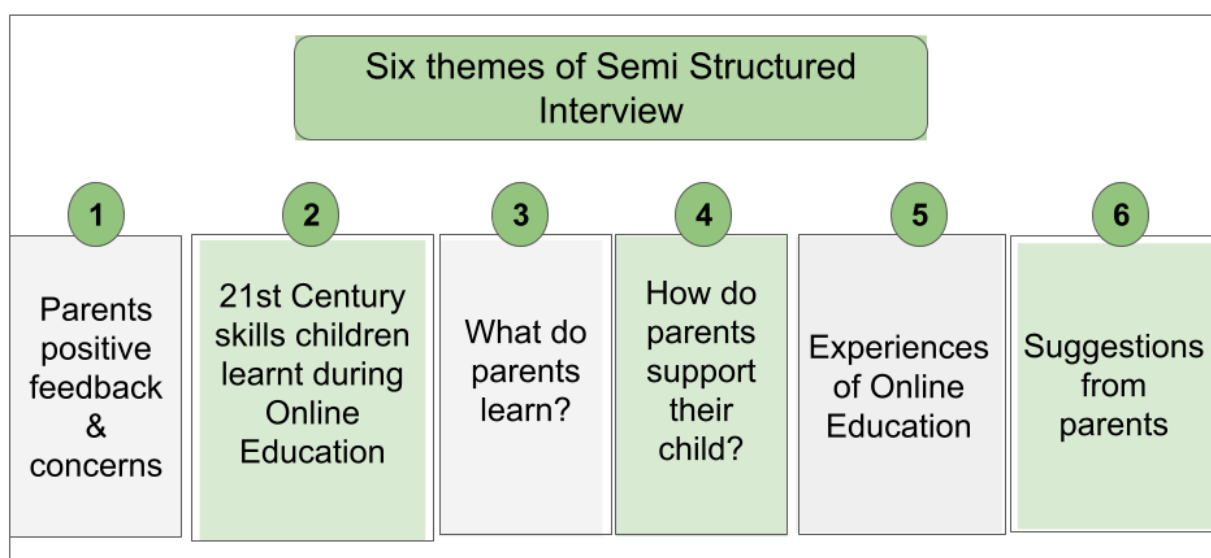 Six themes of Semi Structured
Interview
1
Parents
positive
feedback
&
concerns
2
21st Century
skills children
learnt during
Online
Education
3
What do
parents
learn?
4
How do
parents
support
their
child?
5
Experiences
of Online
Education
6
Suggestions
from
parents